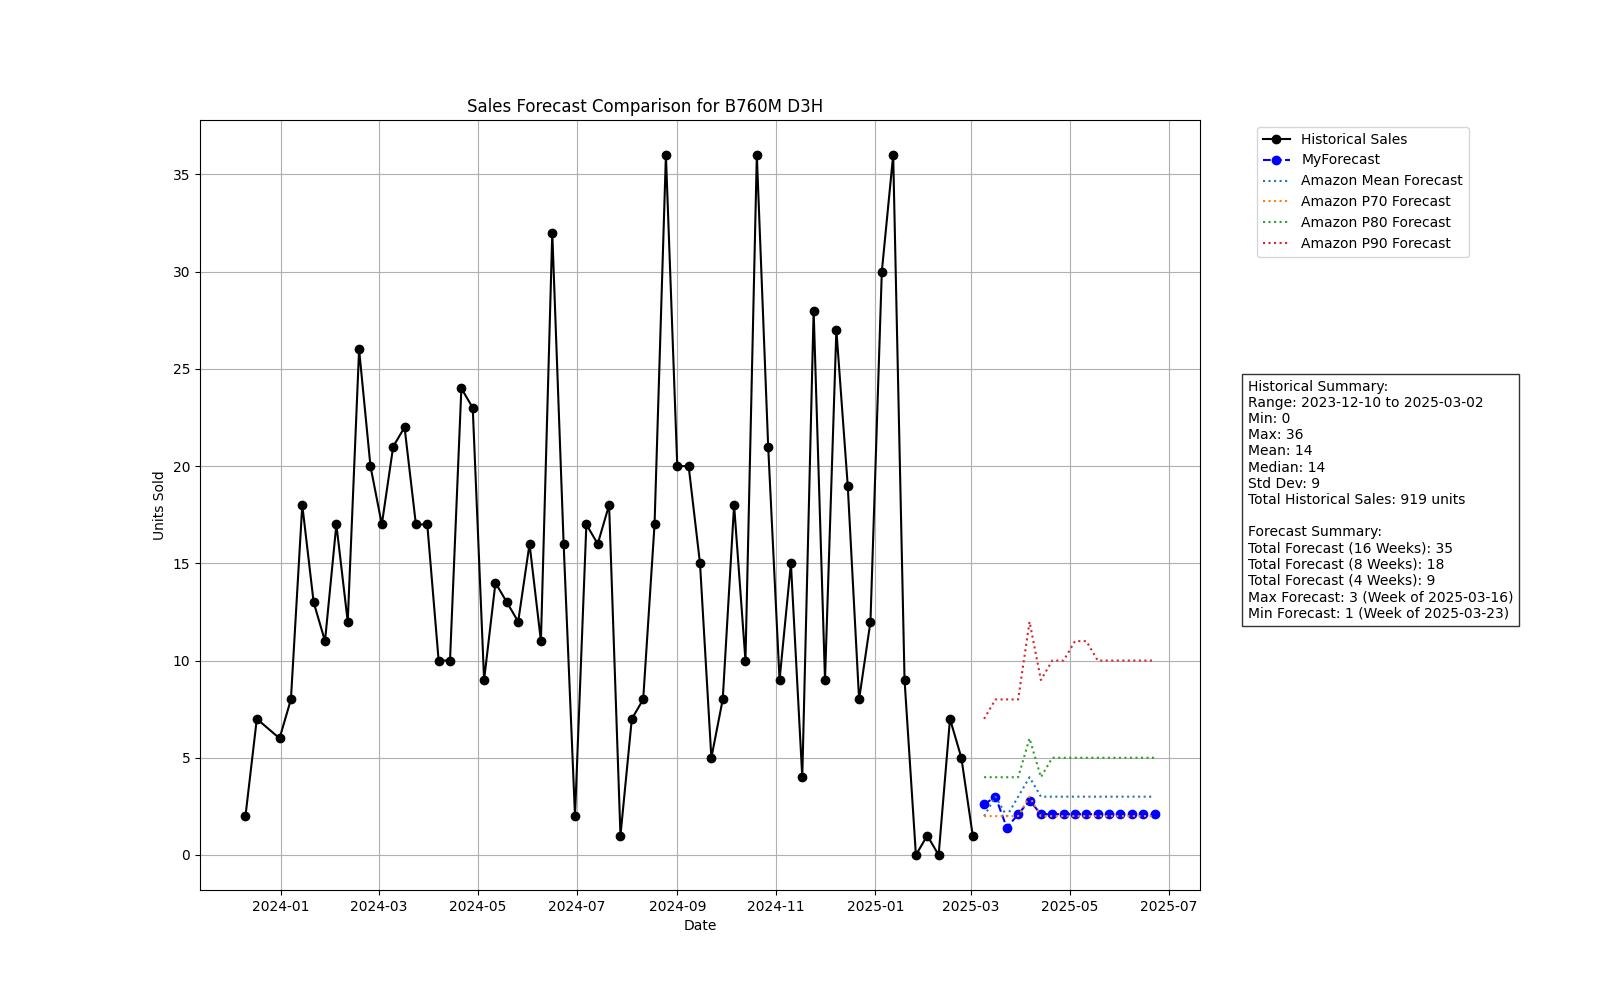 Sales Forecast Comparison for B760M D3H
Units Sold
35
30
25
20
15
10
5
0
2024-01
2024-03
2024-05
2024-07
2024-09
2024-11
2025-01
2025-03
2025-05
2025-07
Date
Historical Sales
MyForecast
Amazon Mean Forecast
Amazon P70 Forecast
Amazon P80 Forecast
Amazon P90 Forecast
Historical Summary:
Range: 2023-12-10 to 2025-03-02
Min: 0
Max: 36
Mean: 14
Median: 14
Std Dev: 9
Total Historical Sales: 919 units
Forecast Summary:
Total Forecast (16 Weeks): 35
Total Forecast (8 Weeks): 18
Total Forecast (4 Weeks): 9
Max Forecast: 3 (Week of 2025-03-16)
Min Forecast: 1 (Week of 2025-03-23)